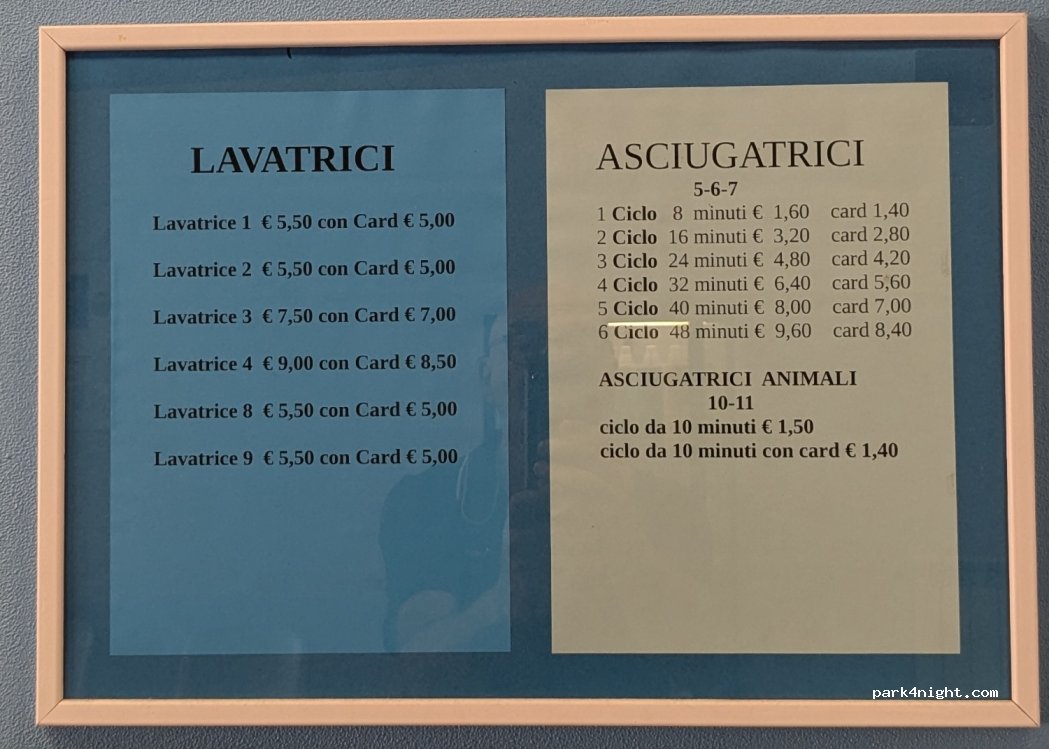 LAVATRICI
Lavatrice 1 € 5,50 con Card € 5,00
Lavatrice 2 € 5,50 con Card € 5,00
Lavatrice 3 € 7,50 con Card € 7,00
Lavatrice 4 € 9,00 con Card € 8,50
Lavatrice 8 € 5,50 con Card € 5,00
Lavatrice 9 € 5,50 con Card € 5,00
ASCIUGATRICI
5-6-7
1 Ciclo 8 minuti € 1,60 card 1,40
2 Ciclo 16 minuti € 3,20 card 2,80
3 Ciclo 24 minuti € 4,80 card 4,20
4 Ciclo 32 minuti € 6,40 card 5,60
5 Ciclo 40 minuti € 8,00 card 7,00
6 Ciclo 48 minuti € 9,60 card 8,40
ASCIUGATRICI ANIMALI
10-11
ciclo da 10 minuti € 1,50
ciclo da 10 minuti con card € 1,40
park4night.com